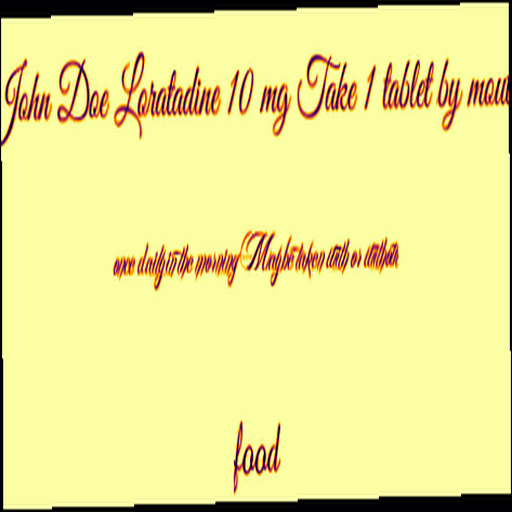 John Doe Loratadine 10 mg Take 1 tablet by mou
once daily in the morning May be taken with or without
food